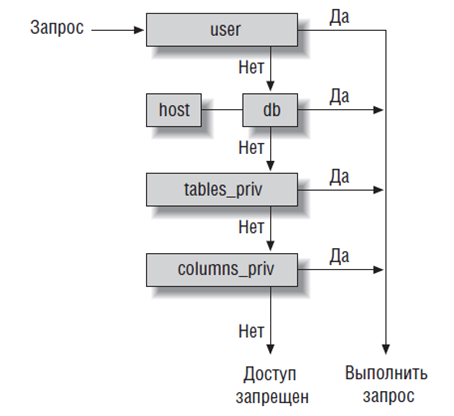 Запрос
user
Да
Нет
host
db
Да
Нет
tables_priv
Да
Нет
columns_priv
Да
Нет
Доступ
запрещен
Выполнить
запрос